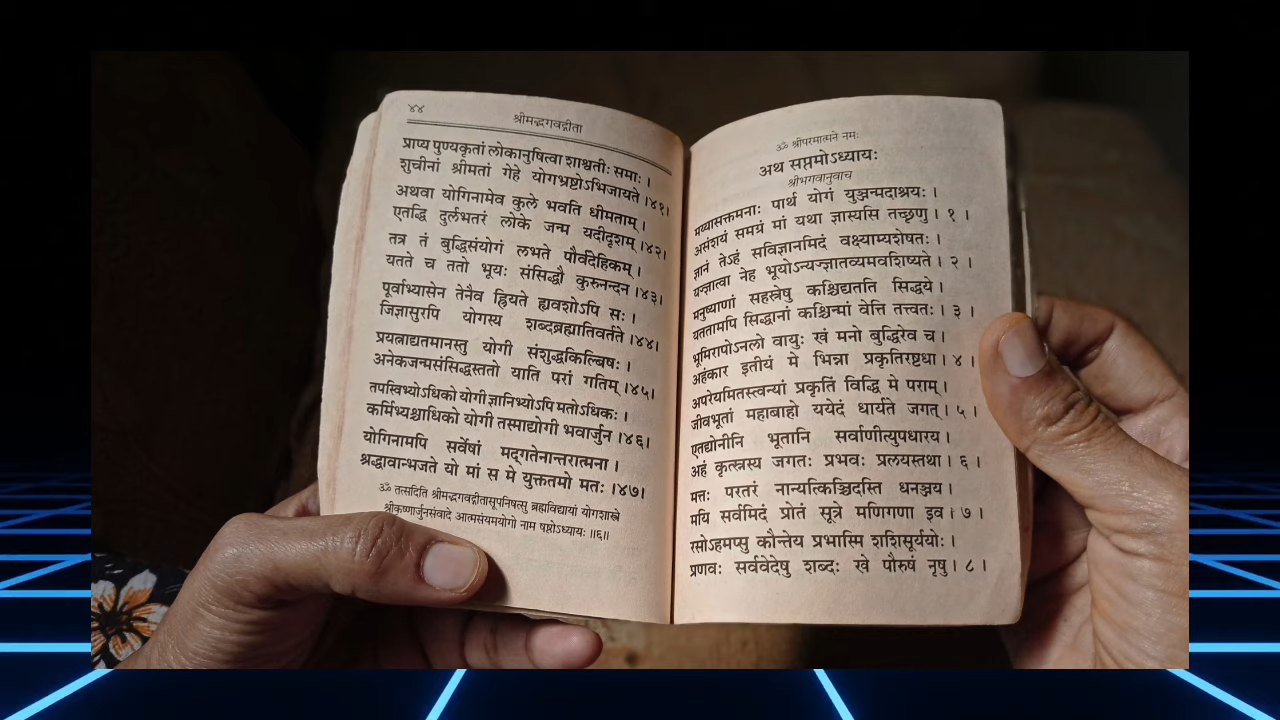 ४४
श्रीमद्भगवद्गीता
प्राप्य पुण्यकृतां लोकानुषित्वा शाश्वतीः समाः ।
शुचीनां श्रीमतां गेहे योगभ्रष्टोऽभिजायते ।४१।
अथवा योगिनामेव कुले भवति धीमताम् ।
एतद्धि दुर्लभतरं लोके जन्म यदीदृशम् ।४२।
तत्र तं बुद्धिसंयोगं लभते पौर्वदेहिकम् ।
यतते च ततो भूयः संसिद्धौ कुरुनन्दन ।४३।
पूर्वाभ्यासेन तेनैव ह्रियते ह्यवशोऽपि सः ।
जिज्ञासुरपि योगस्य शब्दब्रह्मातिवर्तते ।४४।
प्रयत्नाद्यतमानस्तु योगी संशुद्धकिल्बिषः ।
अनेकजन्मसंसिद्धस्ततो याति परां गतिम् ।४५।
तपस्विभ्योऽधिको योगी ज्ञानिभ्योऽपि मतोऽधिकः ।
कर्मिभ्यश्चाधिको योगी तस्माद्योगी भवार्जुन ।४६।
योगिनामपि सर्वेषां मद्गतेनान्तरात्मना ।
श्रद्धावान्भजते यो मां स मे युक्ततमो मतः ।४७।
ॐ तत्सदिति श्रीमद्भगवद्गीतासूपनिषत्सु ब्रह्मविद्यायां योगशास्त्रे
श्रीकृष्णार्जुनसंवादे आत्मसंयमयोगो नाम षष्ठोऽध्यायः ॥६॥
ॐ श्रीपरमात्मने नमः
अथ सप्तमोऽध्यायः
श्रीभगवानुवाच
मय्यासक्तमनाः पार्थ योगं युञ्जन्मदाश्रयः ।
असंशयं समग्रं मां यथा ज्ञास्यसि तच्छृणु । १ ।
ज्ञानं तेऽहं सविज्ञानमिदं वक्ष्याम्यशेषतः ।
यज्ज्ञात्वा नेह भूयोऽन्यज्ज्ञातव्यमवशिष्यते । २ ।
मनुष्याणां सहस्रेषु कश्चिद्यतति सिद्धये ।
यततामपि सिद्धानां कश्चिन्मां वेत्ति तत्त्वतः । ३ ।
भूमिरापोऽनलो वायुः खं मनो बुद्धिरेव च ।
अहंकार इतीयं मे भिन्ना प्रकृतिरष्टधा । ४ ।
अपरेयमितस्त्वन्यां प्रकृतिं विद्धि मे पराम् ।
जीवभूतां महाबाहो ययेदं धार्यते जगत् । ५ ।
एतद्योनीनि भूतानि सर्वाणीत्युपधारय ।
अहं कृत्स्नस्य जगतः प्रभवः प्रलयस्तथा । ६ ।
मत्तः परतरं नान्यत्किञ्चिदस्ति धनञ्जय ।
मयि सर्वमिदं प्रोतं सूत्रे मणिगणा इव । ७ ।
रसोऽहमप्सु कौन्तेय प्रभास्मि शशिसूर्ययोः ।
प्रणवः सर्ववेदेषु शब्दः खे पौरुषं नृषु । ८ ।